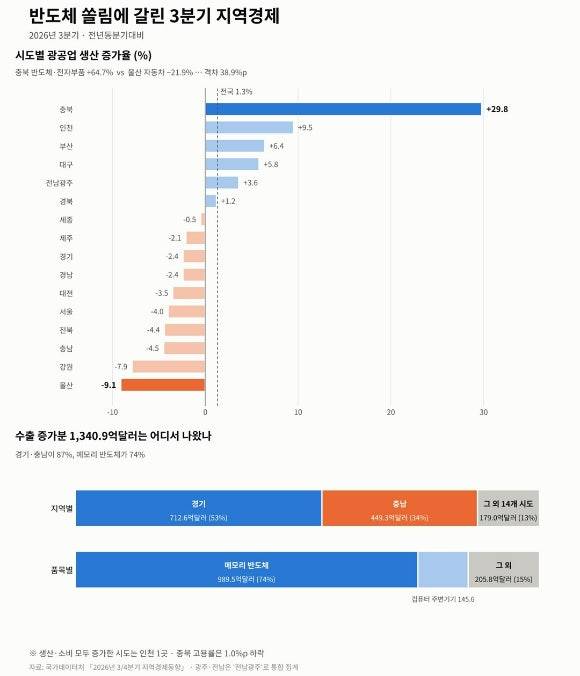 반도체 쏠림에 갈린 3분기 지역경제
2026년 3분기 · 전년동분기대비
시도별 광공업 생산 증가율 (%)
충북 반도체·전자부품 +64.7% vs 울산 자동차 −21.9% ··· 격차 38.9%p
전국 1.3%
충북 +29.8
인천 +9.5
부산 +6.4
대구 +5.8
전남광주 +3.6
경북 +1.2
세종 -0.5
제주 -2.1
경기 -2.4
경남 -2.4
대전 -3.5
서울 -4.0
전북 -4.4
충남 -4.5
강원 -7.9
울산 -9.1
-10 0 10 20 30
수출 증가분 1,340.9억달러는 어디서 나왔나
경기·충남이 87%, 메모리 반도체가 74%
지역별
경기
712.6억달러 (53%)
충남
449.3억달러 (34%)
그 외 14개 시도
179.0억달러 (13%)
품목별
메모리 반도체
989.5억달러 (74%)
그 외
205.8억달러 (15%)
컴퓨터 주변기기 145.6
※ 생산·소비 모두 증가한 시도는 인천 1곳 · 충북 고용률은 1.0%p 하락
자료: 국가데이터처 「2026년 3/4분기 지역경제동향」 · 광주·전남은 '전남광주'로 통합 집계